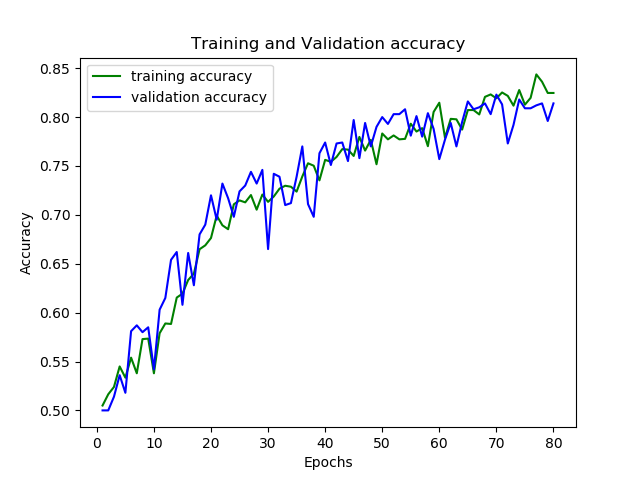 Training and Validation accuracy
training accuracy
validation accuracy
0.85
0.80
0.75
0.70
0.65
0.60
0.55
0.50
Accuracy
0 10 20 30 40 50 60 70 80
Epochs